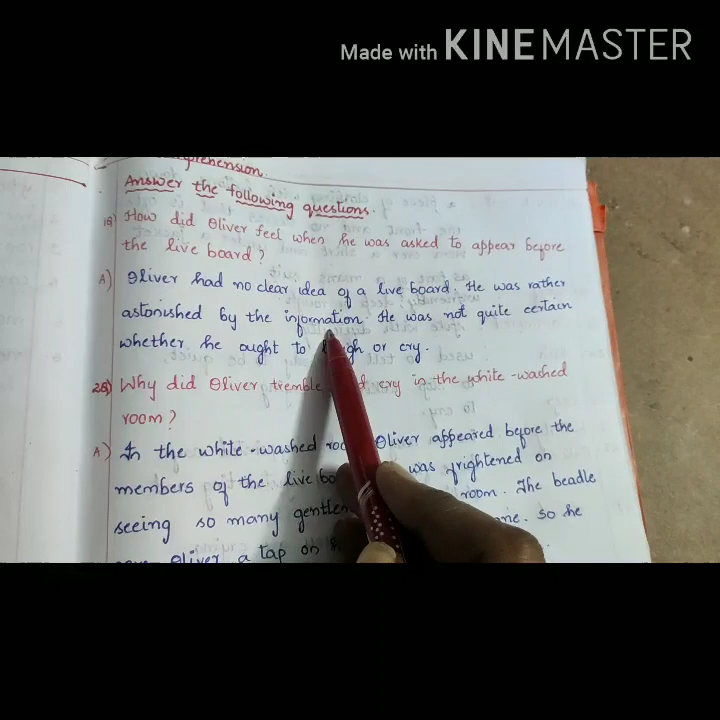 Made with KINEMASTER
Answer the following questions.
1Q) How did Oliver feel when he was asked to appear before
the live board?
A) Oliver had no clear idea of a live board. He was rather
astonished by the information. He was not quite certain
whether he ought to or cry.
2Q) Why did Oliver tremble cry in the white-washed
room?
A) In the white-washed Oliver appeared before the
members of the live was frightened on
seeing so many room. The beadle
so he
Oliver a tap on